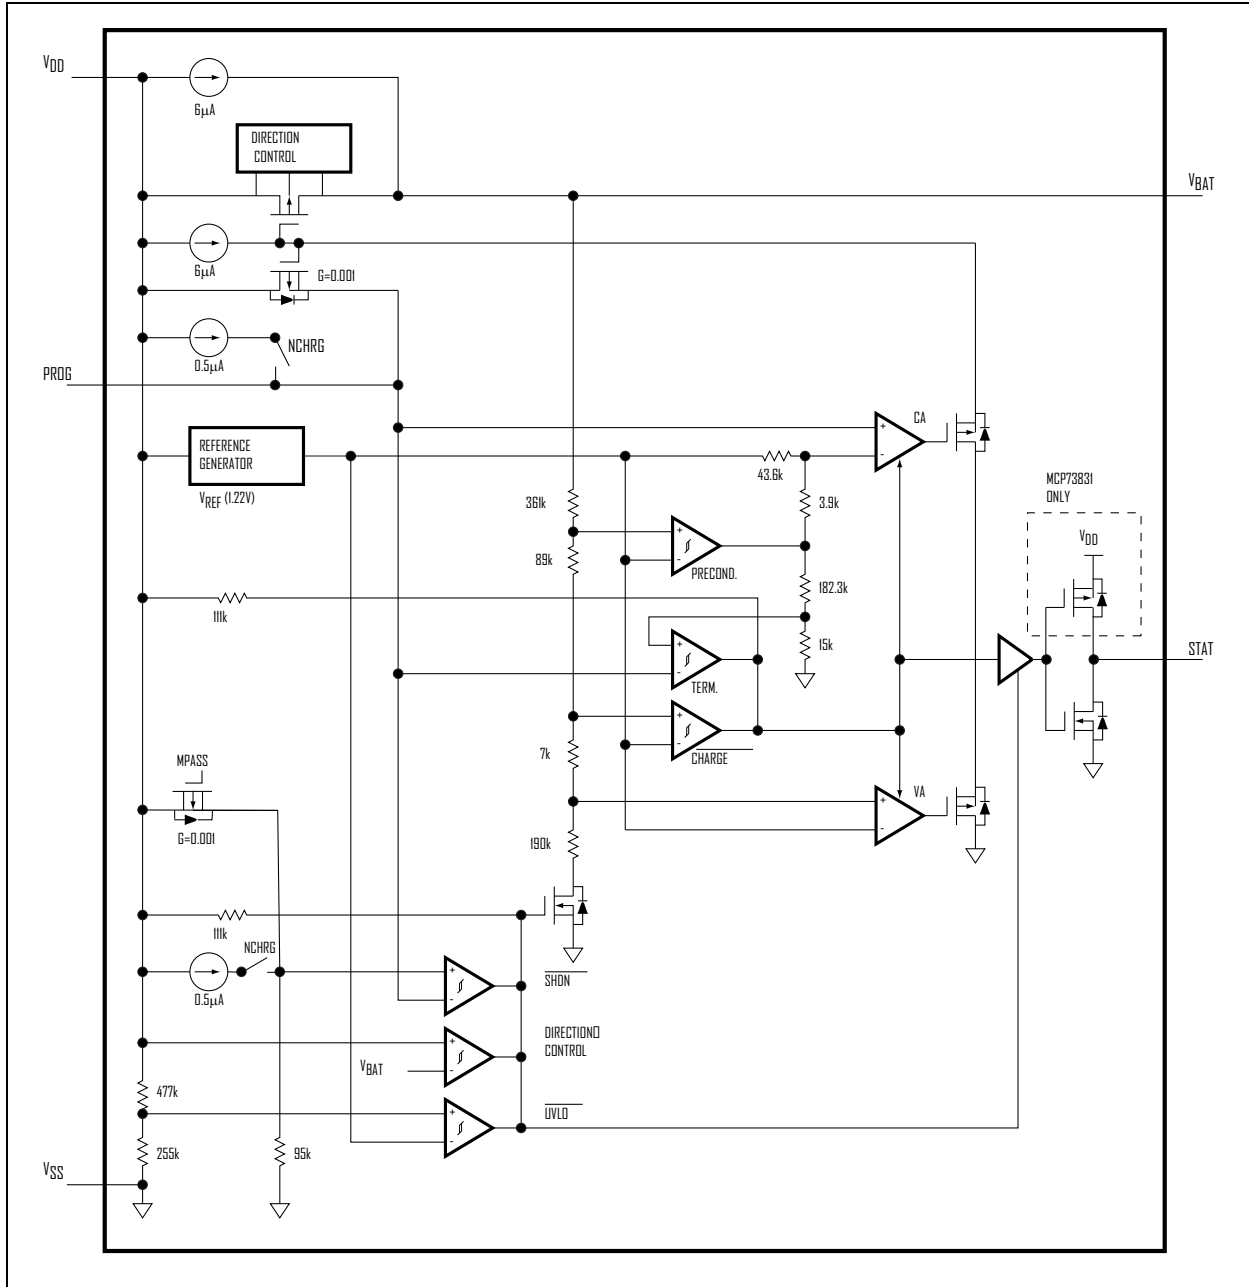 VDD
6µA
DIRECTION
CONTROL
VBAT
6µA
G=0.001
0.5µA
NCHRG
PROG
REFERENCE
GENERATOR
VREF (1.22V)
+
-
CA
43.6k
361k
3.9k
MCP73831
ONLY
VDD
89k
+
-
PRECOND.
182.3k
111k
15k
+
-
TERM.
STAT
+
-
CHARGE
7k
MPASS
G=0.001
+
-
VA
190k
111k
NCHRG
0.5µA
+
-
SHDN
DIRECTION▯
CONTROL
+
-
VBAT
477k
+
-
UVLO
255k
95k
VSS